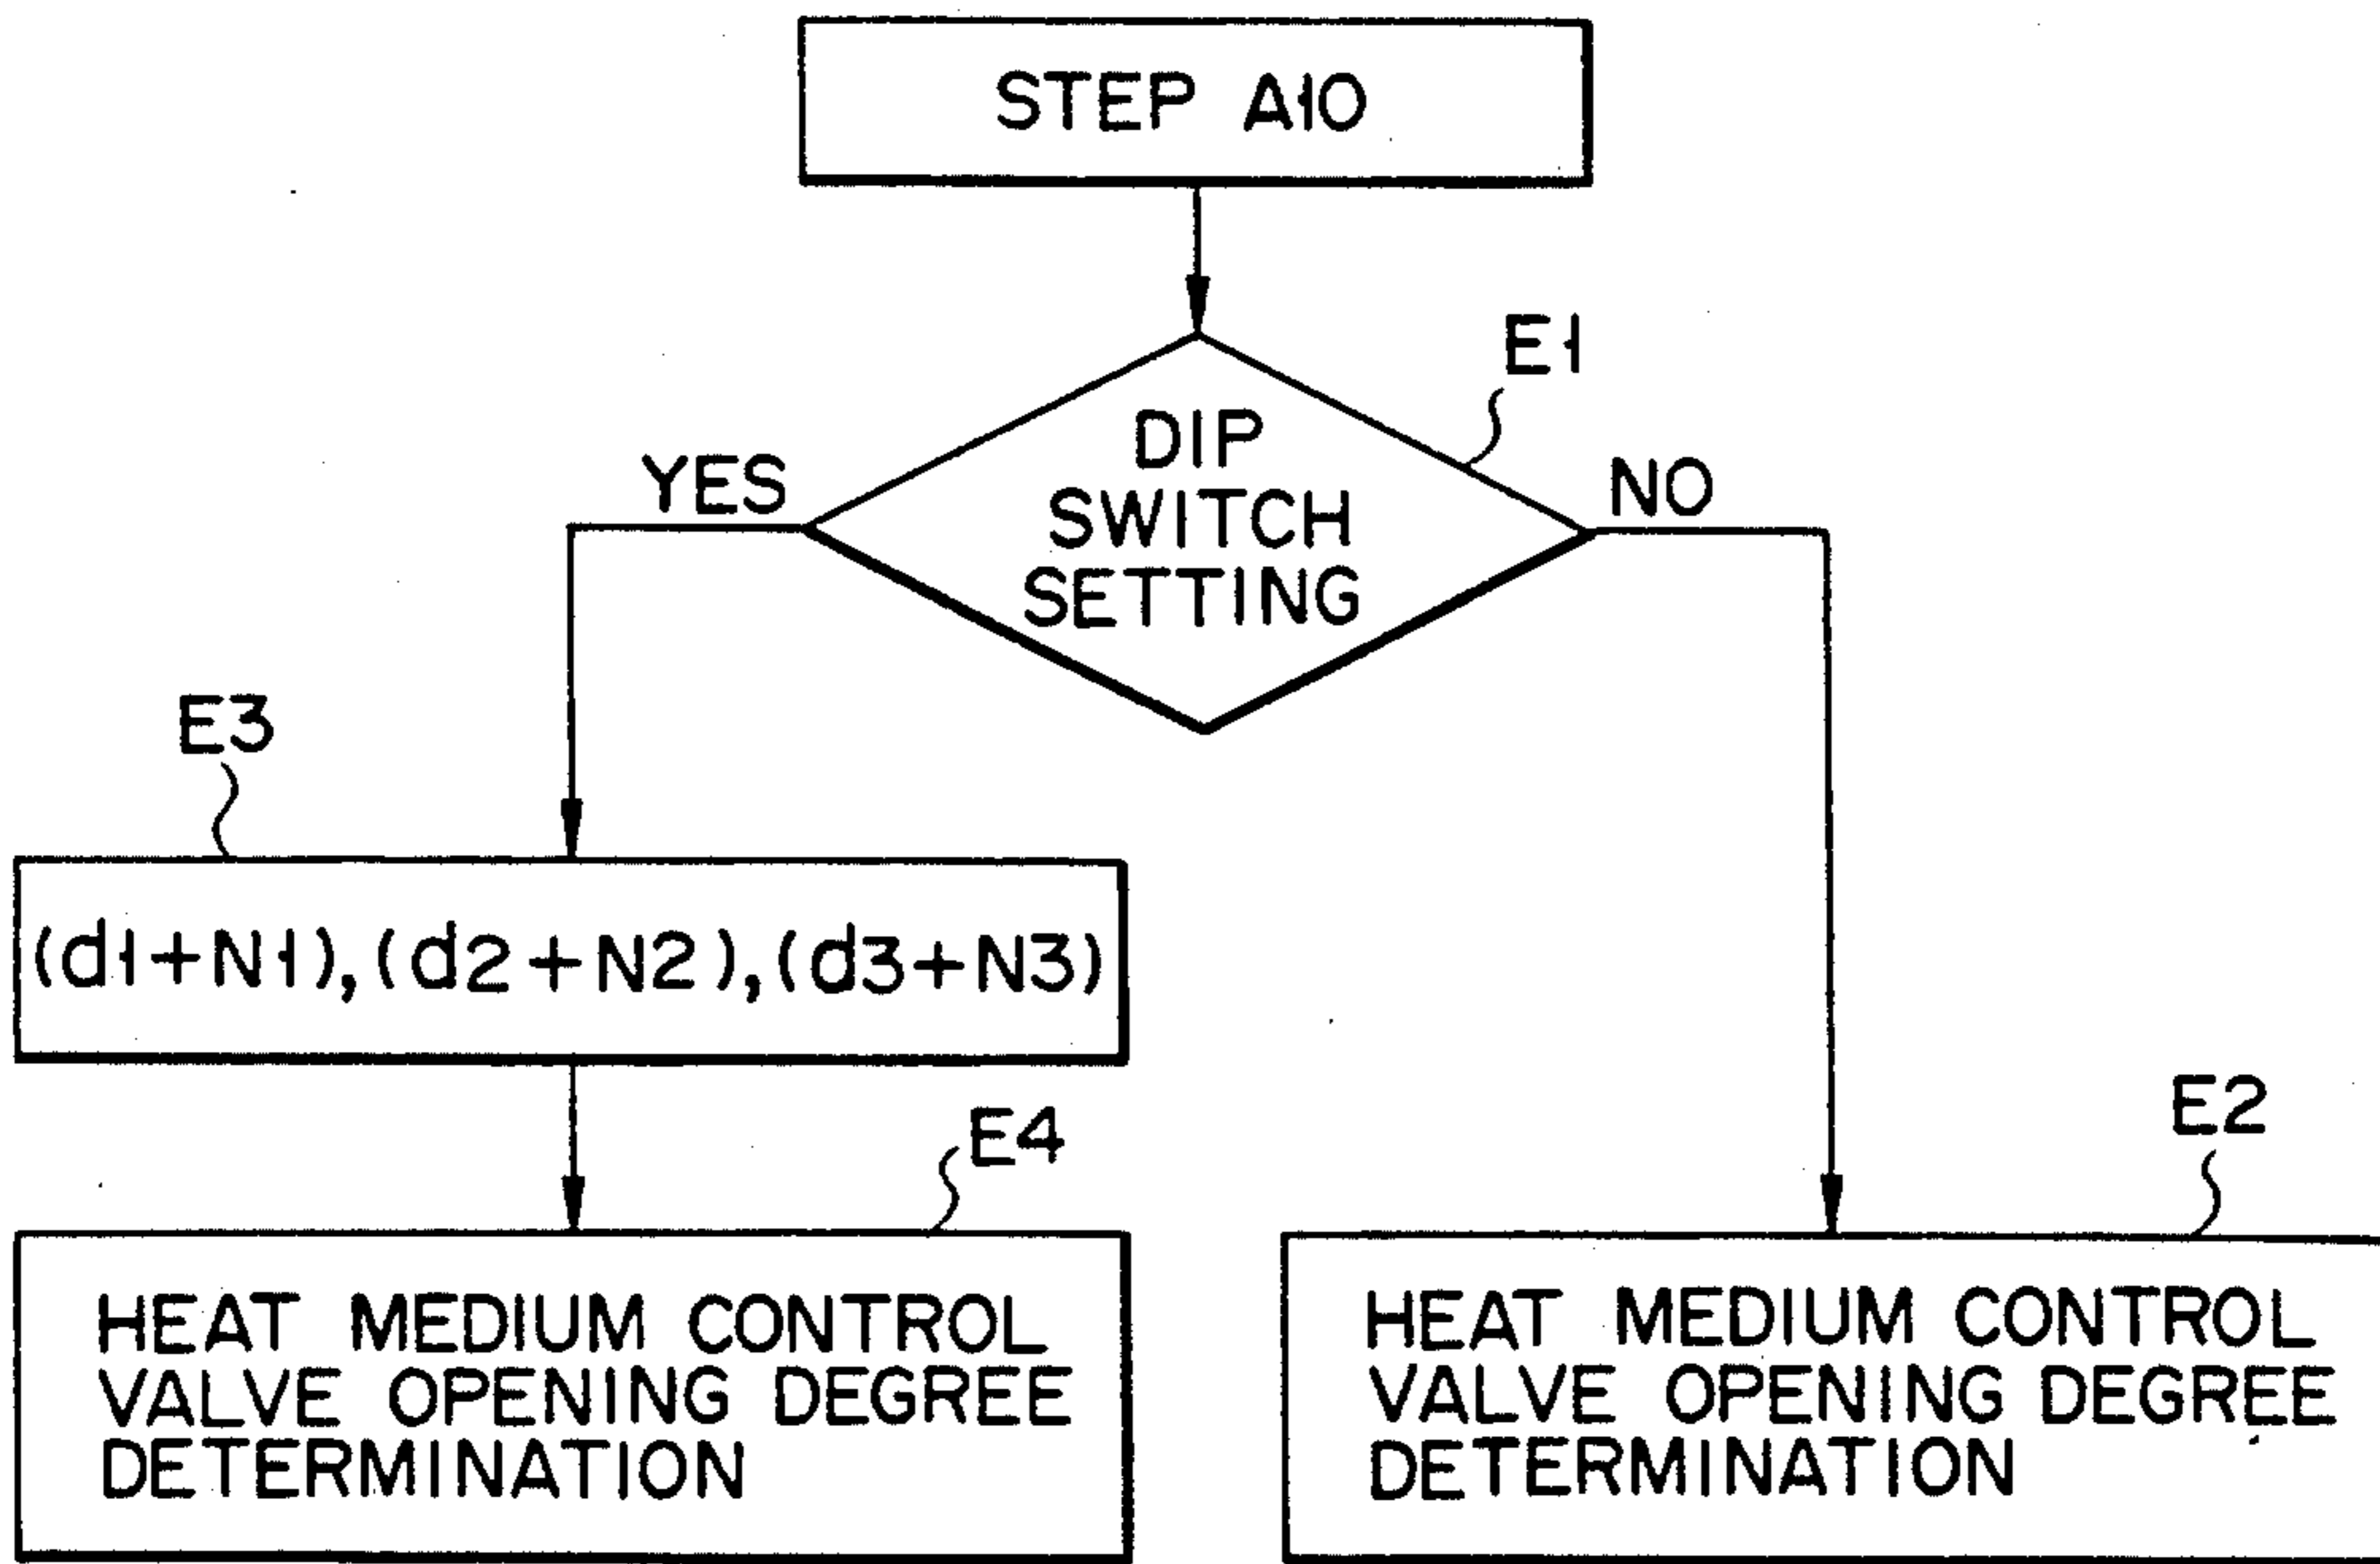 STEP A10
E1
DIP
SWITCH
SETTING
YES
NO
E3
(d1+N1),(d2+N2),(d3+N3)
E4
HEAT MEDIUM CONTROL
VALVE OPENING DEGREE
DETERMINATION
E2
HEAT MEDIUM CONTROL
VALVE OPENING DEGREE
DETERMINATION